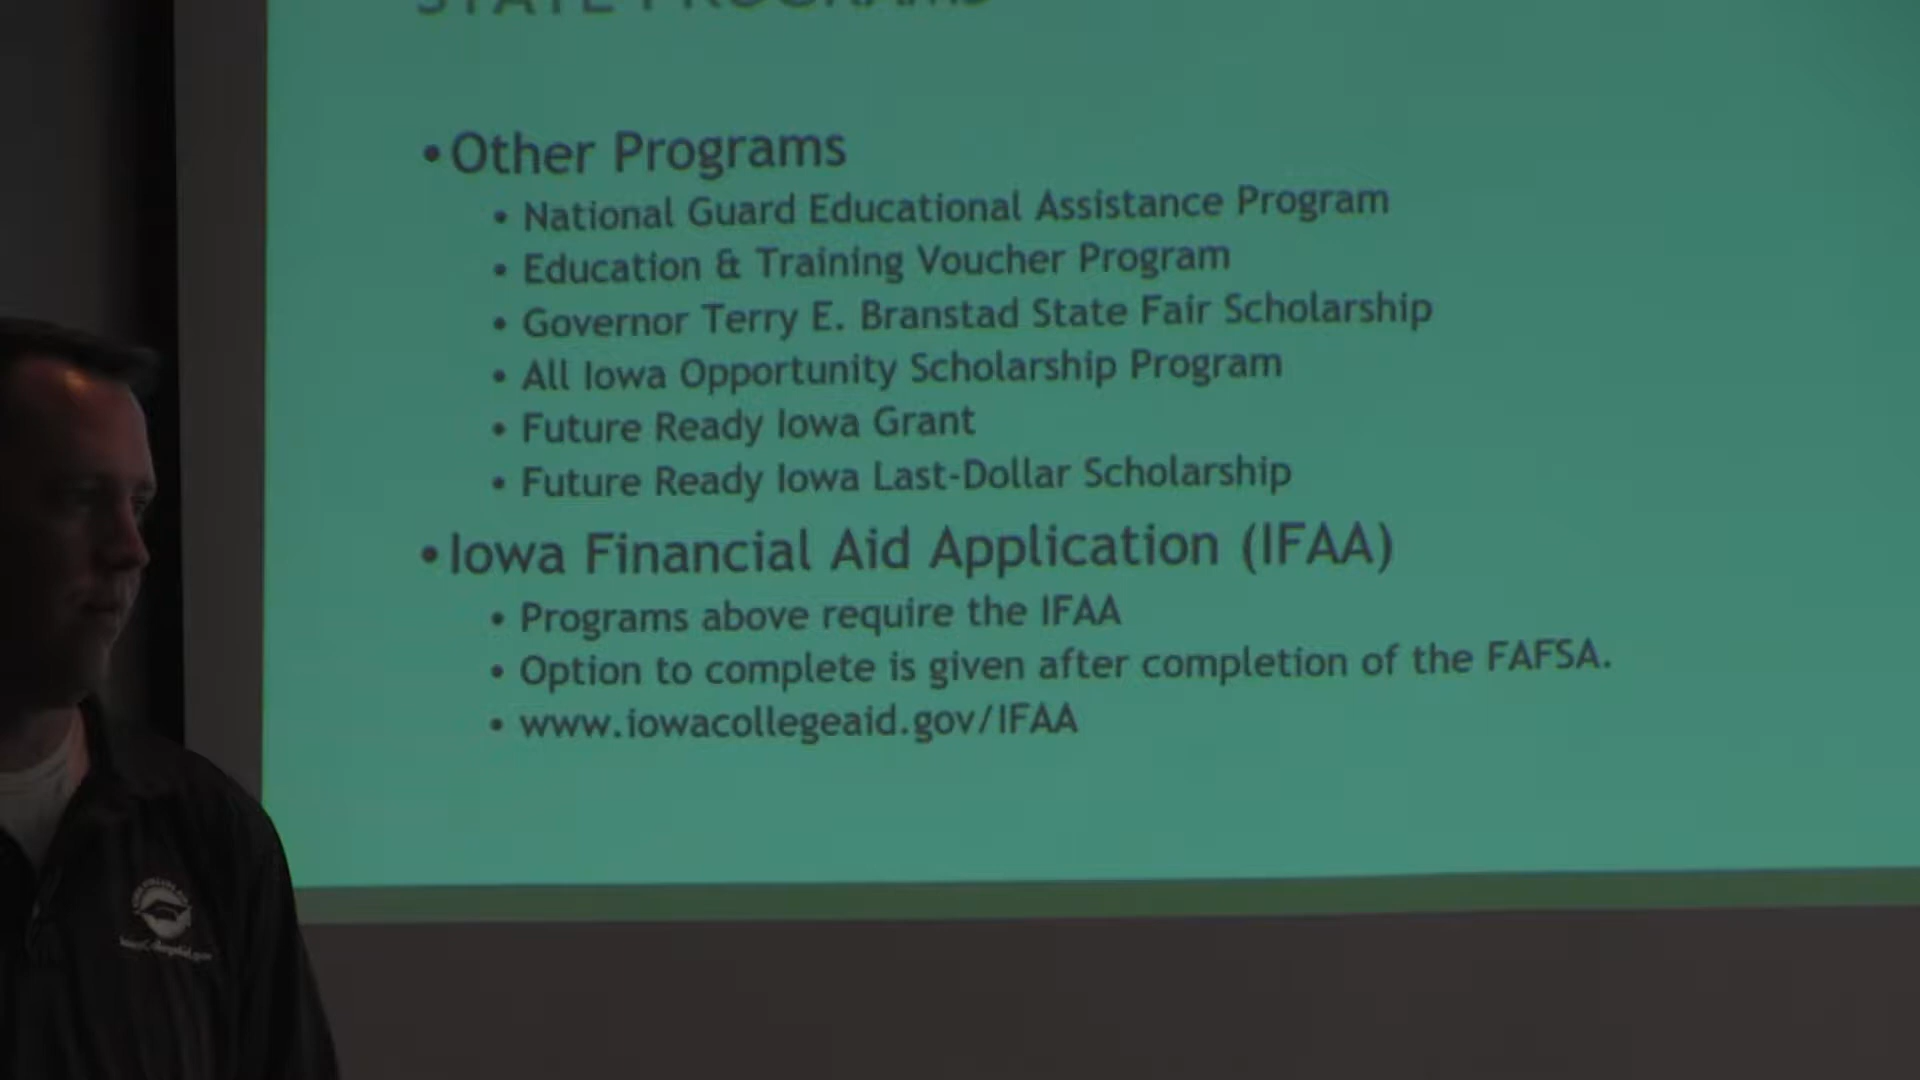 STATE PROGRAMS
• Other Programs
• National Guard Educational Assistance Program
• Education & Training Voucher Program
• Governor Terry E. Branstad State Fair Scholarship
• All Iowa Opportunity Scholarship Program
• Future Ready Iowa Grant
• Future Ready Iowa Last-Dollar Scholarship
• Iowa Financial Aid Application (IFAA)
• Programs above require the IFAA
• Option to complete is given after completion of the FAFSA.
• www.iowacollegeaid.gov/IFAA